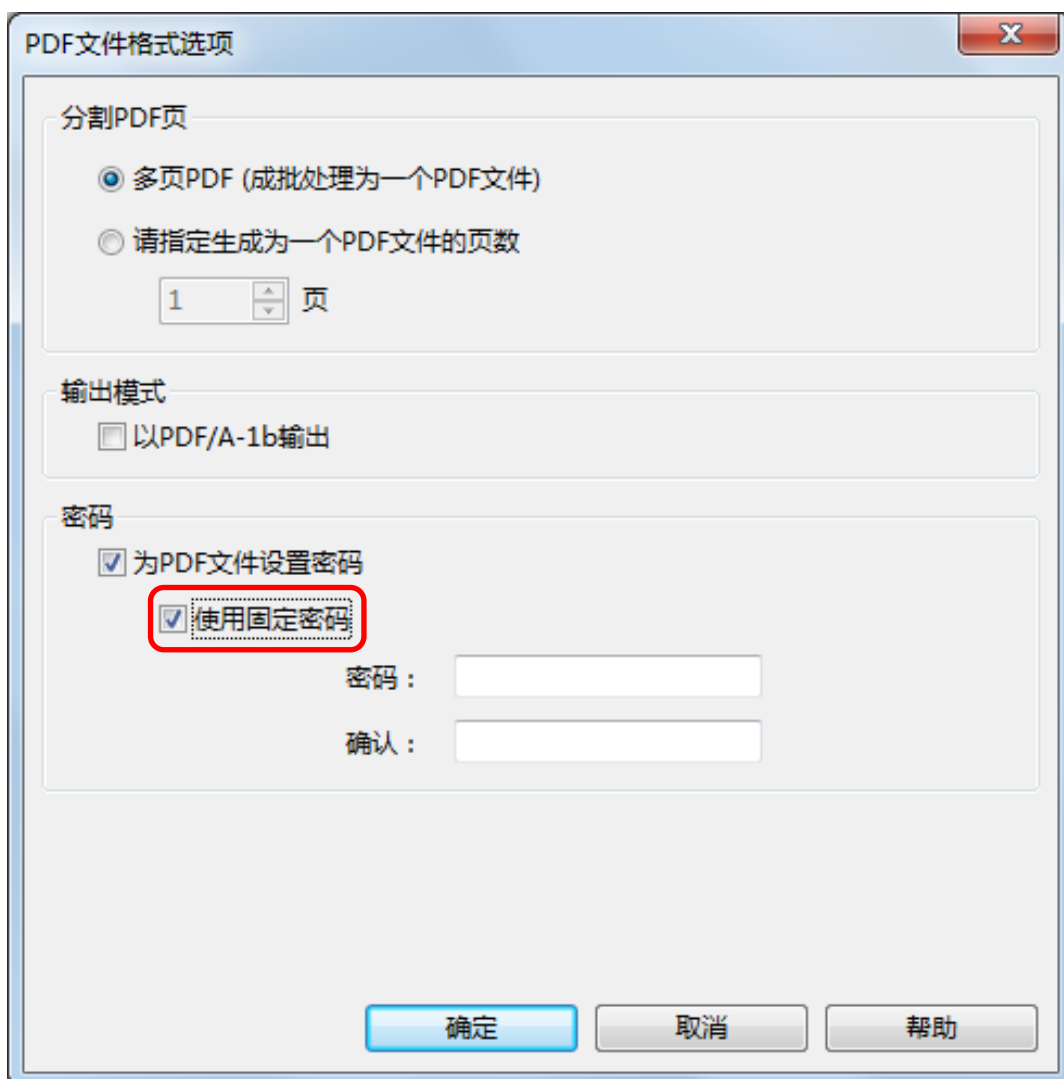 PDF文件格式选项
分割PDF页
多页PDF (成批处理为一个PDF文件)
请指定生成为一个PDF文件的页数
1 页
输出模式
以PDF/A-1b输出
密码
为PDF文件设置密码
使用固定密码
密码：
确认：
确定 取消 帮助